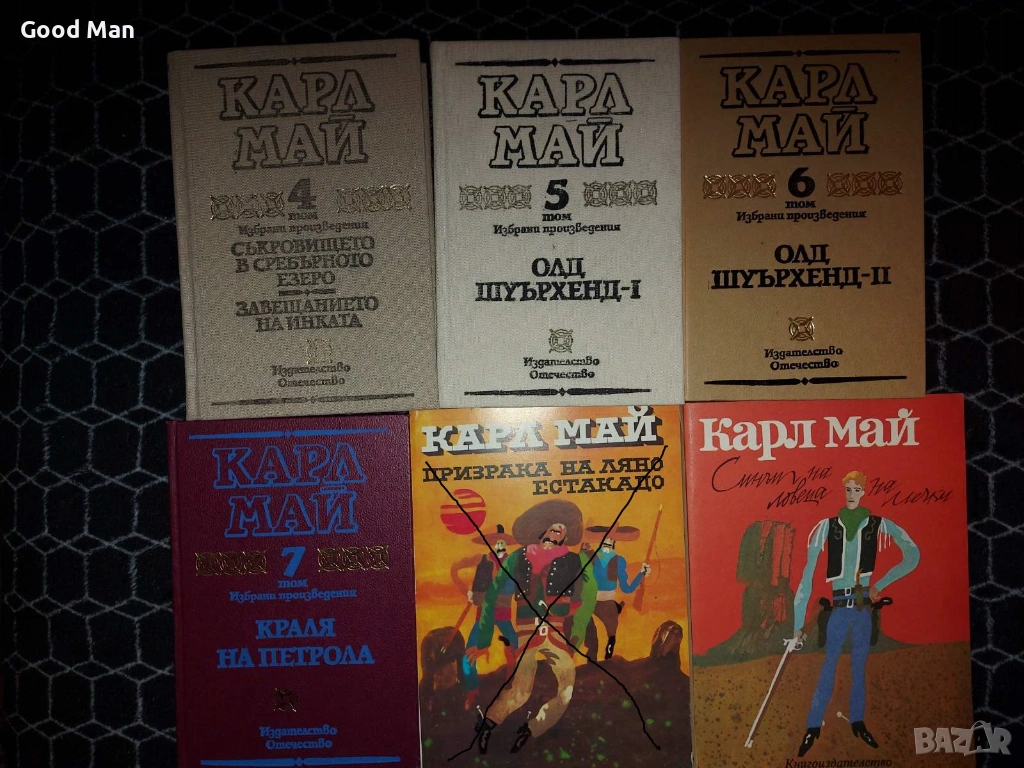 Good Man
КАРЛ
МАЙ
4
том
Избрани произведения
СЪКРОВИЩЕТО
В СРЕБЪРНОТО
ЕЗЕРО
ЗАВЕЩАНИЕТО
НА ИНКАТА
Издателство
Отечество
КАРЛ
МАЙ
5
том
Избрани произведения
ОЛД
ШУЪРХЕНД-I
Издателство
Отечество
КАРЛ
МАЙ
6
том
Избрани произведения
ОЛД
ШУЪРХЕНД-II
Издателство
Отечество
КАРЛ
МАЙ
7
том
Избрани произведения
КРАЛЯ
НА ПЕТРОЛА
Издателство
Отечество
КАРЛ МАЙ
ПРИЗРАКА НА ЛЯНО
ЕСТАКАДО
Карл Май
Синът на
ловеца на мечки
Книгоиздателство
BAZAR